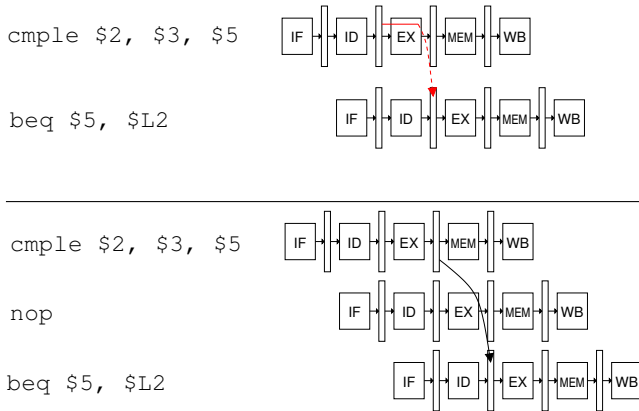 cmple $2, $3, $5 IF ID EX MEM WB
beq $5, $L2 IF ID EX MEM WB
cmple $2, $3, $5 IF ID EX MEM WB
nop IF ID EX MEM WB
beq $5, $L2 IF ID EX MEM WB